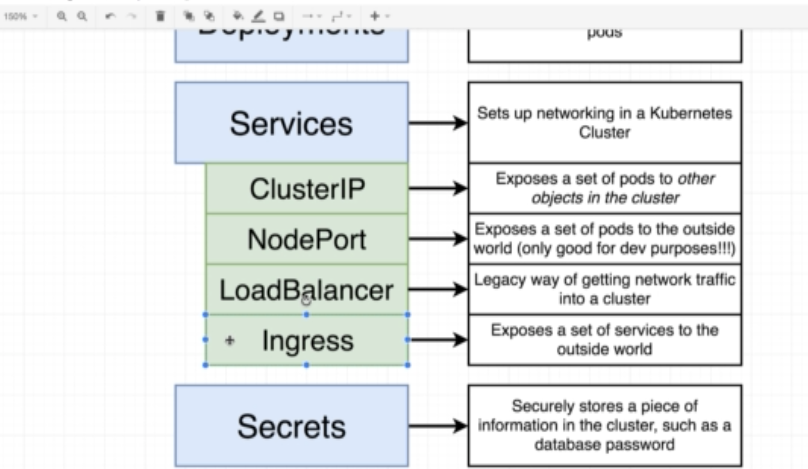 150%
Deployments
pods
Services
Sets up networking in a Kubernetes
Cluster
ClusterIP
Exposes a set of pods to other
objects in the cluster
NodePort
Exposes a set of pods to the outside
world (only good for dev purposes!!!)
LoadBalancer
Legacy way of getting network traffic
into a cluster
Ingress
Exposes a set of services to the
outside world
Secrets
Securely stores a piece of
information in the cluster, such as a
database password